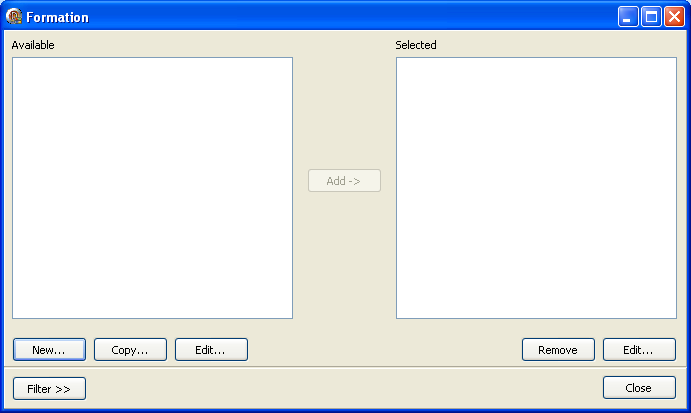 Formation
Available
Selected
Add ->
New...
Copy...
Edit...
Remove
Edit...
Filter >>
Close